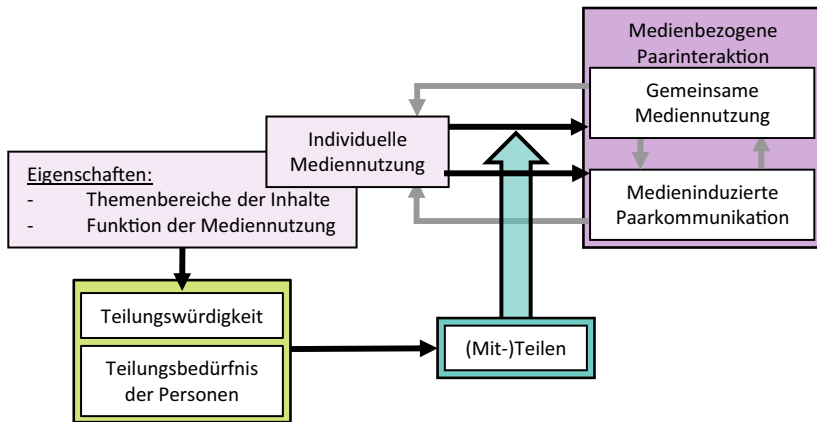 Medienbezogene
Paarinteraktion
Gemeinsame
Mediennutzung
Individuelle
Mediennutzung
Eigenschaften:
- Themenbereiche der Inhalte
- Funktion der Mediennutzung
Medieninduzierte
Paarkommunikation
Teilungswürdigkeit
Teilungsbedürfnis
der Personen
(Mit-)Teilen